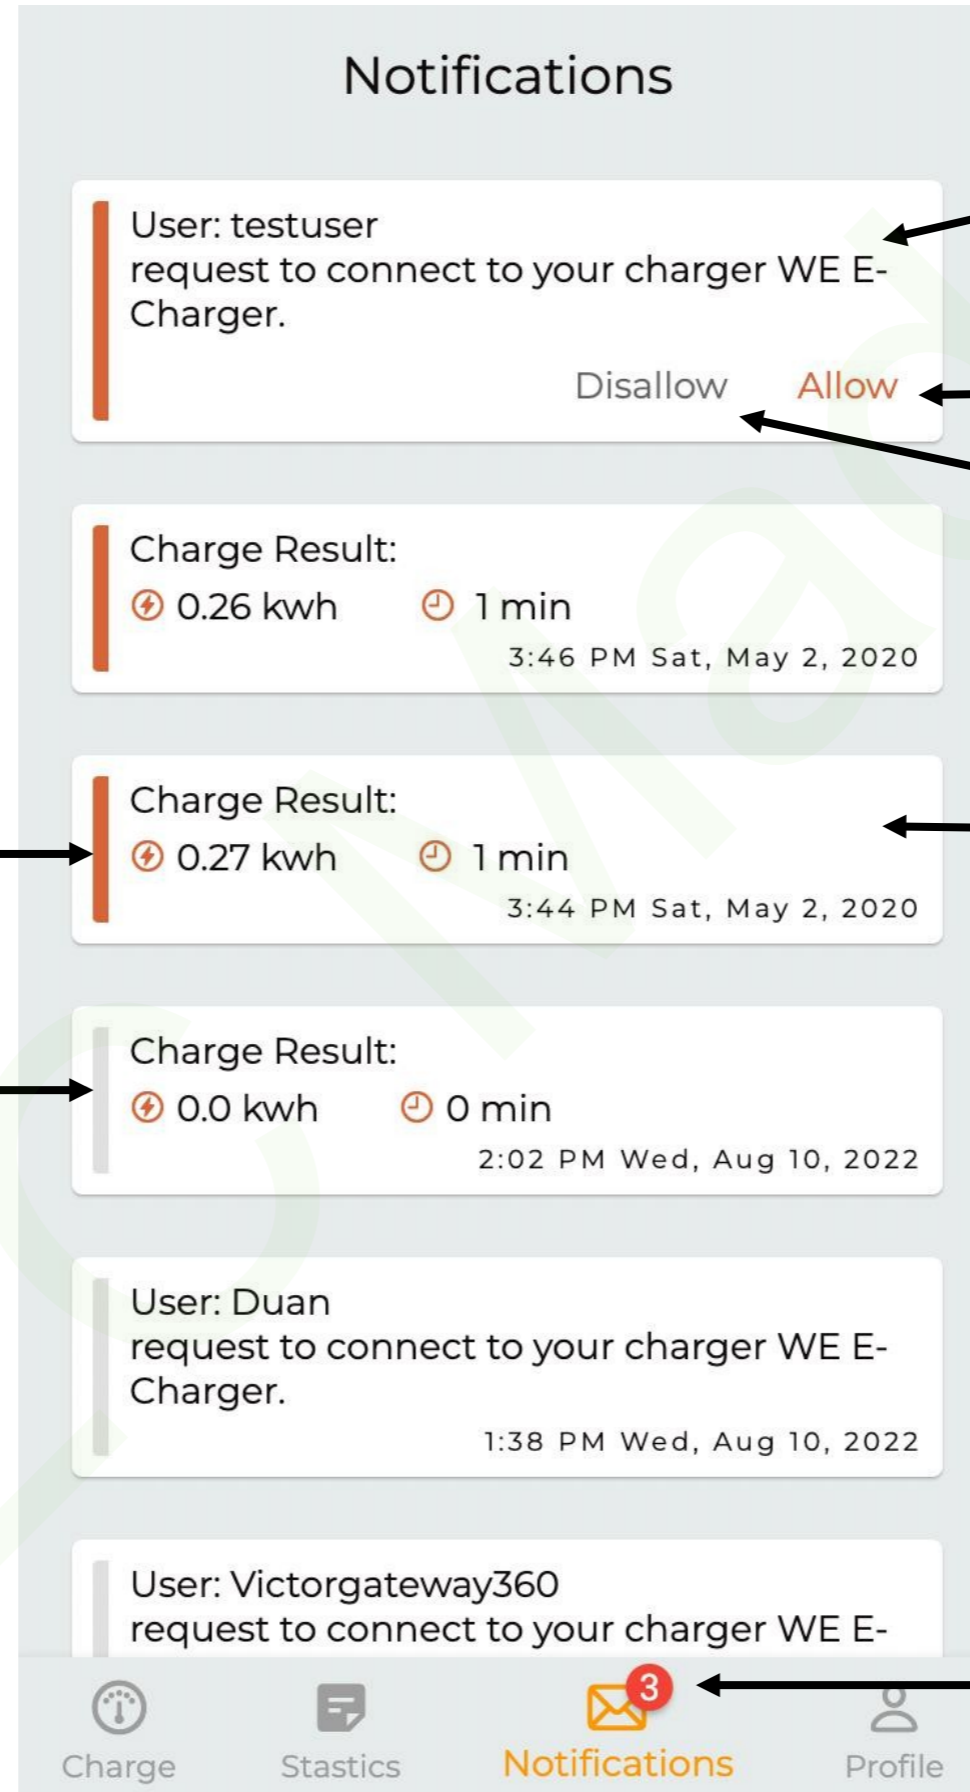 Notifications
User: testuser
request to connect to your charger WE E-
Charger.
Disallow Allow
Charge Result:
0.26 kwh 1 min
3:46 PM Sat, May 2, 2020
Charge Result:
0.27 kwh 1 min
3:44 PM Sat, May 2, 2020
Charge Result:
0.0 kwh 0 min
2:02 PM Wed, Aug 10, 2022
User: Duan
request to connect to your charger WE E-
Charger.
1:38 PM Wed, Aug 10, 2022
User: Victorgateway360
request to connect to your charger WE E-
3
Charge Stastics Notifications Profile